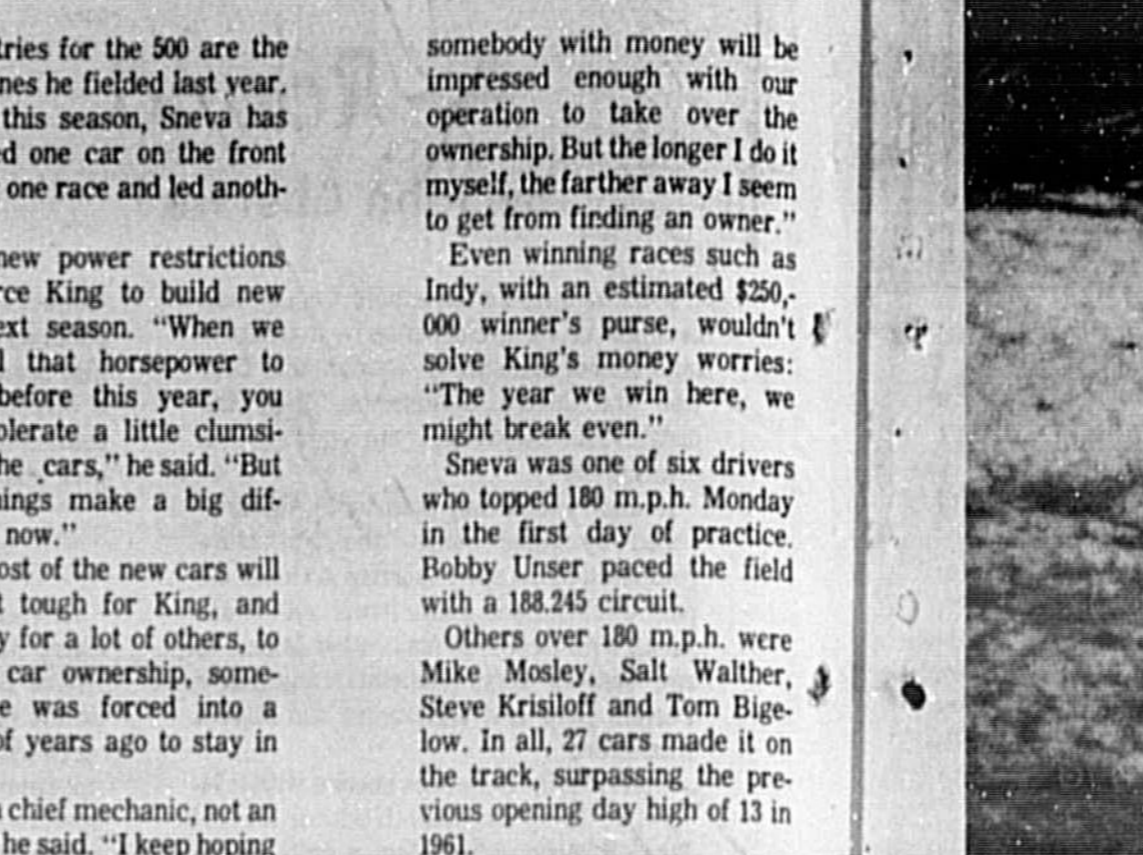 tries for the 500 are the
nes he fielded last year.
this season, Sneva has
ed one car on the front
one race and led anoth-
new power restrictions
rce King to build new
ext season. "When we
l that horsepower to
before this year, you
olerate a little clumsi-
he cars," he said. "But
ings make a big dif-
now."
ost of the new cars will
t tough for King, and
y for a lot of others, to
car ownership, some-
e was forced into a
of years ago to stay in
chief mechanic, not an
he said. "I keep hoping
somebody with money will be
impressed enough with our
operation to take over the
ownership. But the longer I do it
myself, the farther away I seem
to get from finding an owner."
Even winning races such as
Indy, with an estimated $250,-
000 winner's purse, wouldn't
solve King's money worries:
"The year we win here, we
might break even."
Sneva was one of six drivers
who topped 180 m.p.h. Monday
in the first day of practice.
Bobby Unser paced the field
with a 188.245 circuit.
Others over 180 m.p.h. were
Mike Mosley, Salt Walther,
Steve Krisiloff and Tom Bige-
low. In all, 27 cars made it on
the track, surpassing the pre-
vious opening day high of 13 in
1961.